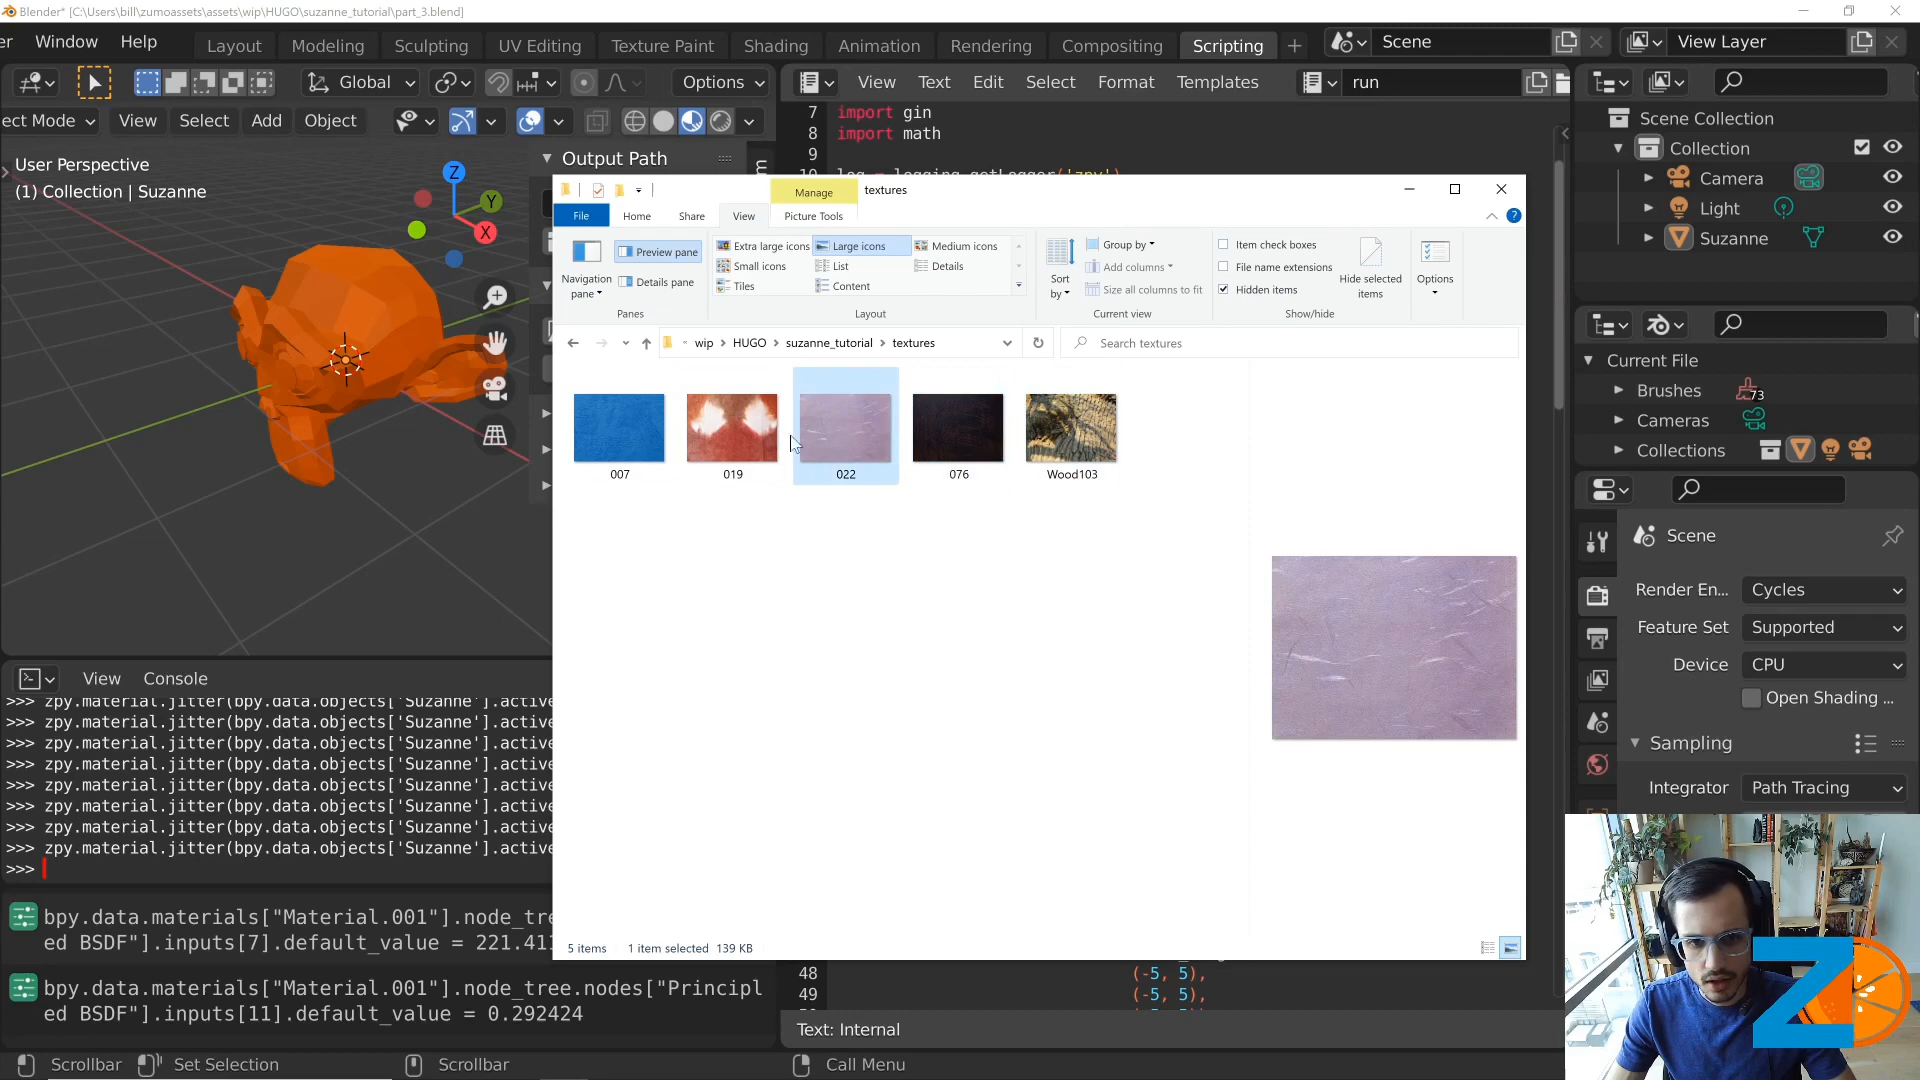 Blender* [C:\Users\bill\zumoassets\assets\wip\HUGO\suzanne_tutorial\part_3.blend]
Window Help Layout Modeling Sculpting UV Editing Texture Paint Shading Animation Rendering Compositing Scripting Scene View Layer
Global Options View Text Edit Select Format Templates run
ect Mode View Select Add Object
7 import gin
8 import math
9
User Perspective
(1) Collection | Suzanne
Output Path
Z
Y
X
Scene Collection
Collection
Camera
Light
Suzanne
Manage textures
File Home Share View Picture Tools
Navigation pane
Preview pane
Details pane
Panes
Extra large icons Large icons Medium icons
Small icons List Details
Tiles Content
Layout
Sort by
Group by
Add columns
Size all columns to fit
Current view
Item check boxes
File name extensions
Hidden items
Hide selected items
Show/hide
Options
wip HUGO suzanne_tutorial textures
Search textures
007 019 022 076 Wood103
5 items 1 item selected 139 KB
Current File
Brushes 73
Cameras
Collections
Scene
Render En... Cycles
Feature Set Supported
Device CPU
Open Shading ...
Sampling
Integrator Path Tracing
View Console
>>> zpy.material.jitter(bpy.data.objects['Suzanne'].active
>>> zpy.material.jitter(bpy.data.objects['Suzanne'].active
>>> zpy.material.jitter(bpy.data.objects['Suzanne'].active
>>> zpy.material.jitter(bpy.data.objects['Suzanne'].active
>>> zpy.material.jitter(bpy.data.objects['Suzanne'].active
>>> zpy.material.jitter(bpy.data.objects['Suzanne'].active
>>> zpy.material.jitter(bpy.data.objects['Suzanne'].active
>>> zpy.material.jitter(bpy.data.objects['Suzanne'].active
>>>
bpy.data.materials["Material.001"].node_tre
ed BSDF"].inputs[7].default_value = 221.41
bpy.data.materials["Material.001"].node_tree.nodes["Principl
ed BSDF"].inputs[11].default_value = 0.292424
48 (-5, 5),
49 (-5, 5),
Text: Internal
Scrollbar Set Selection Scrollbar Call Menu
Z